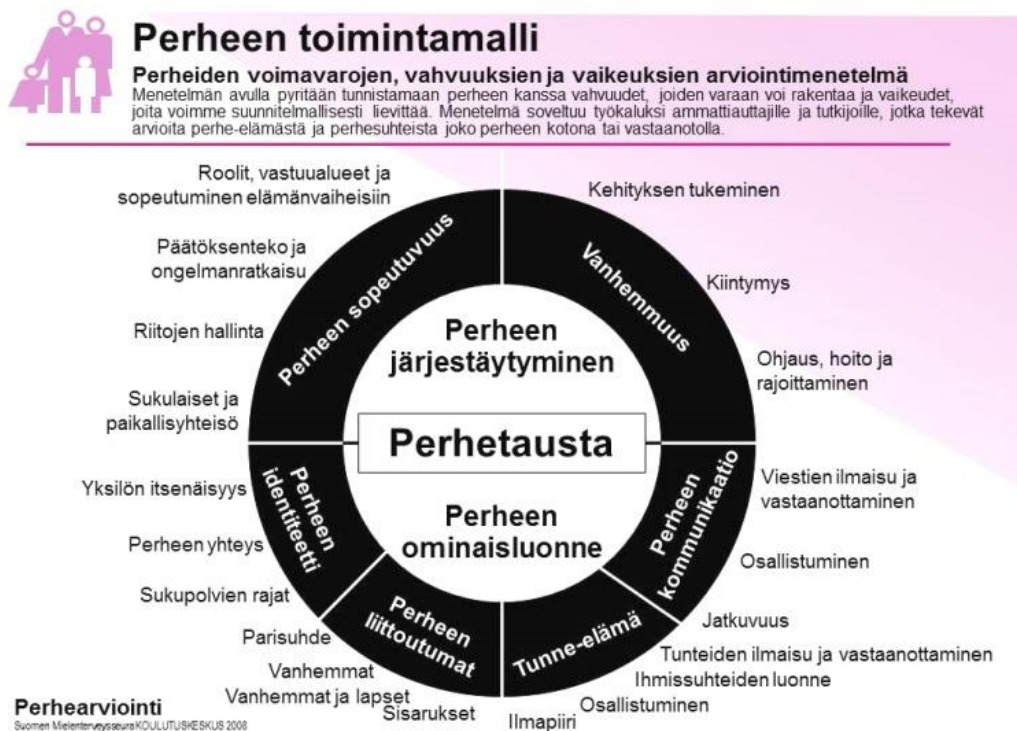 Perheen toimintamalli
Perheiden voimavarojen, vahvuuksien ja vaikeuksien arviointimenetelmä
Menetelmän avulla pyritään tunnistamaan perheen kanssa vahvuudet, joiden varaan voi rakentaa ja vaikeudet,
joita voimme suunnitelmallisesti lievittää. Menetelmä soveltuu työkaluksi ammattiauttajille ja tutkijoille, jotka tekevät
arvioita perhe-elämästä ja perhesuhteista joko perheen kotona tai vastaanotolla.
Roolit, vastuualueet ja
sopeutuminen elämänvaiheisiin
Päätöksenteko ja
ongelmanratkaisu
Riitojen hallinta
Sukulaiset ja
paikallisyhteisö
Perheen sopeutuvuus
Vanhemmuus
Kehityksen tukeminen
Kiintymys
Ohjaus, hoito ja
rajoittaminen
Perheen
järjestäytyminen
Perhetausta
Perheen
ominaisluonne
Yksilön itsenäisyys
Perheen yhteys
Sukupolvien rajat
Perheen
identiteetti
Perheen
liittoutumat
Parisuhde
Vanhemmat
Vanhemmat ja lapset
Sisarukset
Tunne-elämä
Perheen
kommunikaatio
Viestien ilmaisu ja
vastaanottaminen
Osallistuminen
Jatkuvuus
Tunteiden ilmaisu ja vastaanottaminen
Ihmissuhteiden luonne
Osallistuminen
Ilmapiiri
Perhearviointi
Suomen Mielenterveysseura KOULUTUSKESKUS 2008